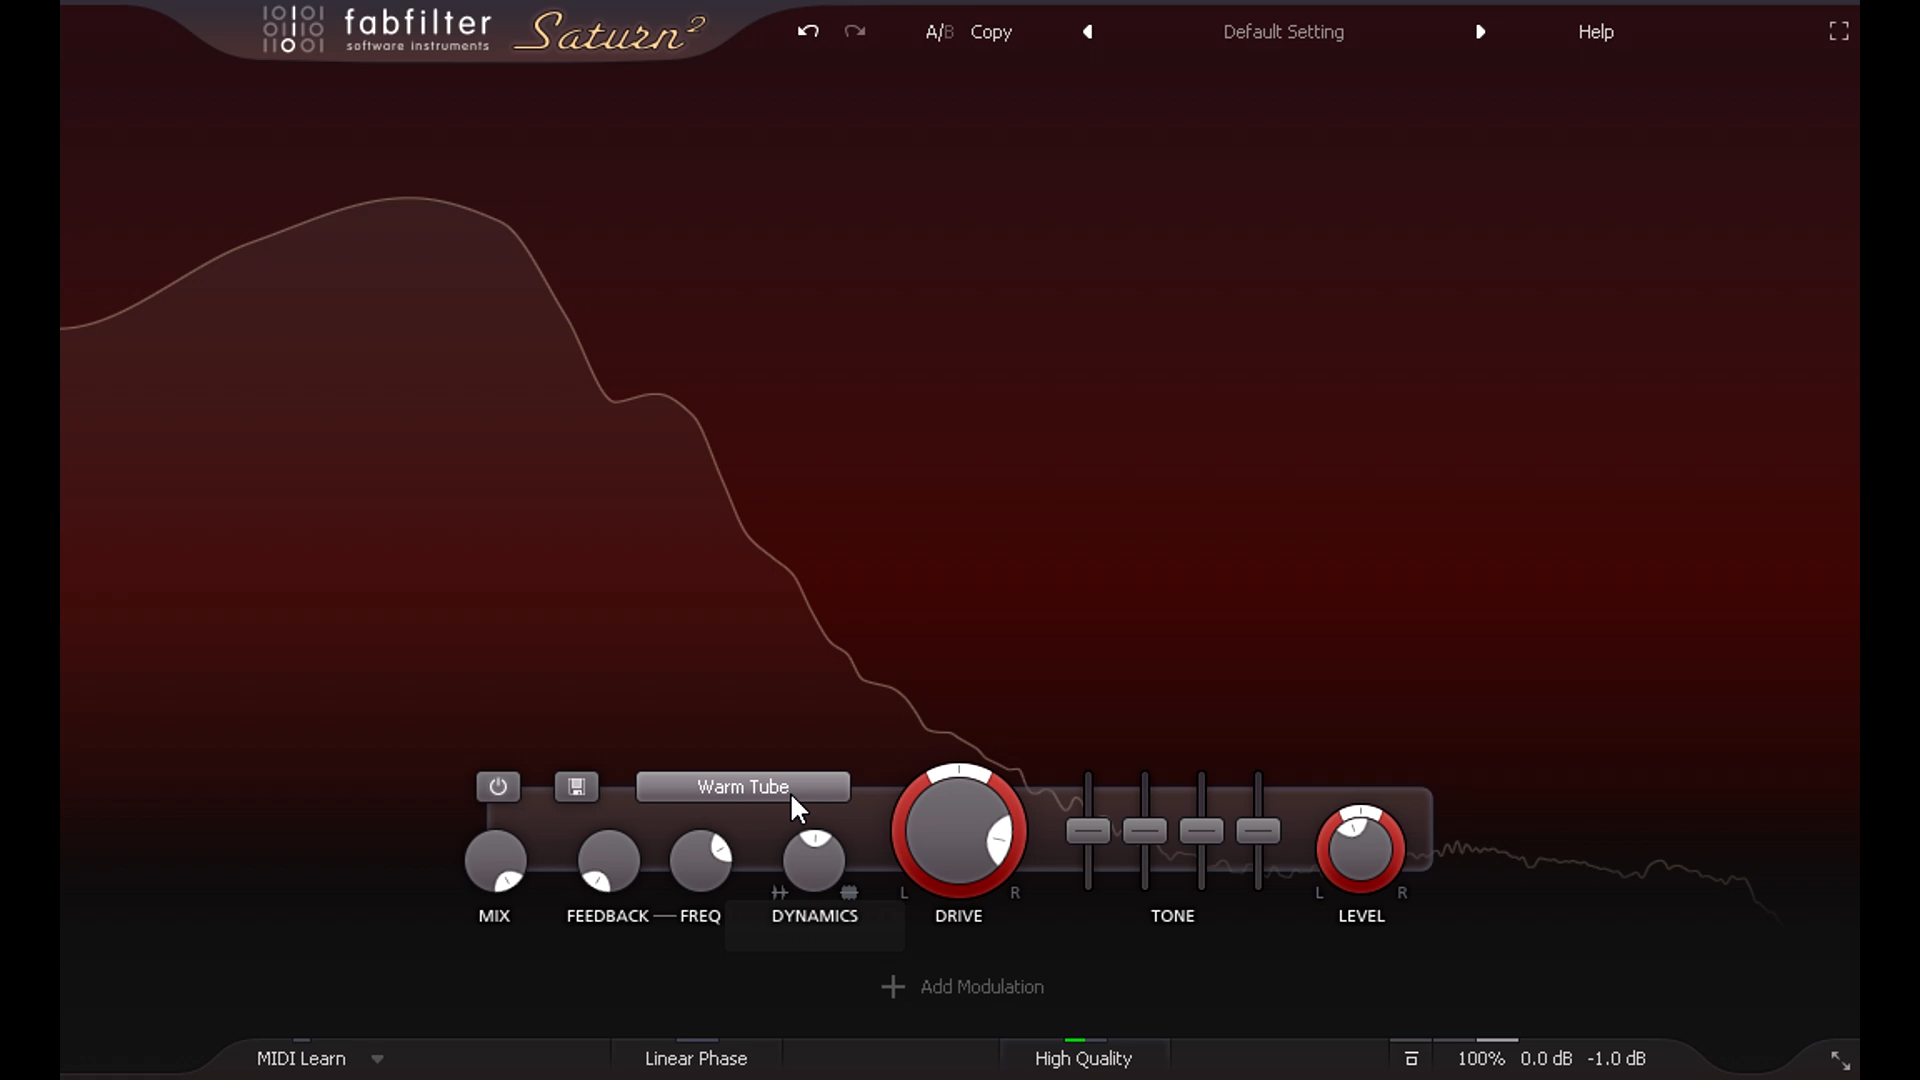 fabfilter
software instruments
Saturn 2
A/B Copy
Default Setting
Help
Warm Tube
L R
L R
MIX
FEEDBACK
FREQ
DYNAMICS
DRIVE
TONE
LEVEL
+ Add Modulation
MIDI Learn
Linear Phase
High Quality
100% 0.0 dB -1.0 dB